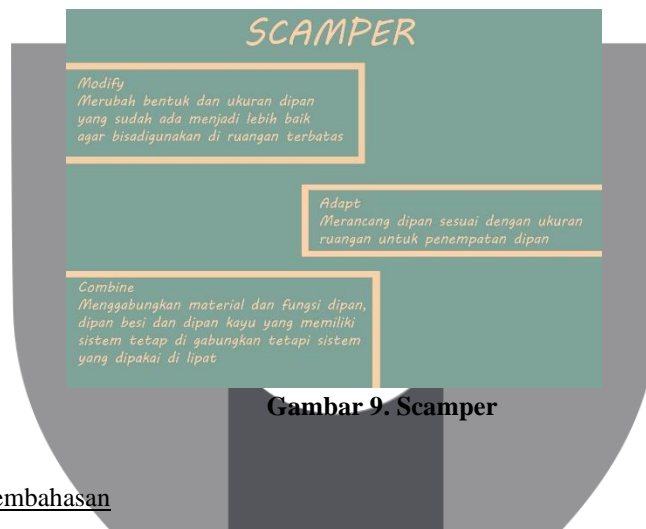 SCAMPER
Modify
Merubah bentuk dan ukuran dipan
yang sudah ada menjadi lebih baik
agar bisadigunakan di ruangan terbatas
Adapt
Merancang dipan sesuai dengan ukuran
ruangan untuk penempatan dipan
Combine
Menggabungkan material dan fungsi dipan,
dipan besi dan dipan kayu yang memiliki
sistem tetap di gabungkan tetapi sistem
yang dipakai di lipat
Gambar 9. Scamper
embahasan